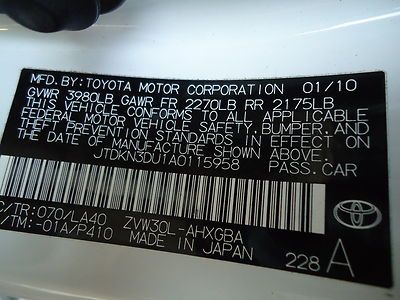 MFD. BY: TOYOTA MOTOR CORPORATION 01/10
GVWR 3980LB GAWR FR 2270LB RR 2175LB
THIS VEHICLE CONFORMS TO ALL APPLICABLE
FEDERAL MOTOR VEHICLE SAFETY, BUMPER, AND
THEFT PREVENTION STANDARDS IN EFFECT ON
THE DATE OF MANUFACTURE SHOWN ABOVE.
JTDKN3DU1A0115958 PASS. CAR
C/TR: 070/LA40 ZVW30L-AHXGBA
/TM: -01A/P410 MADE IN JAPAN
228 A
TOYOTA